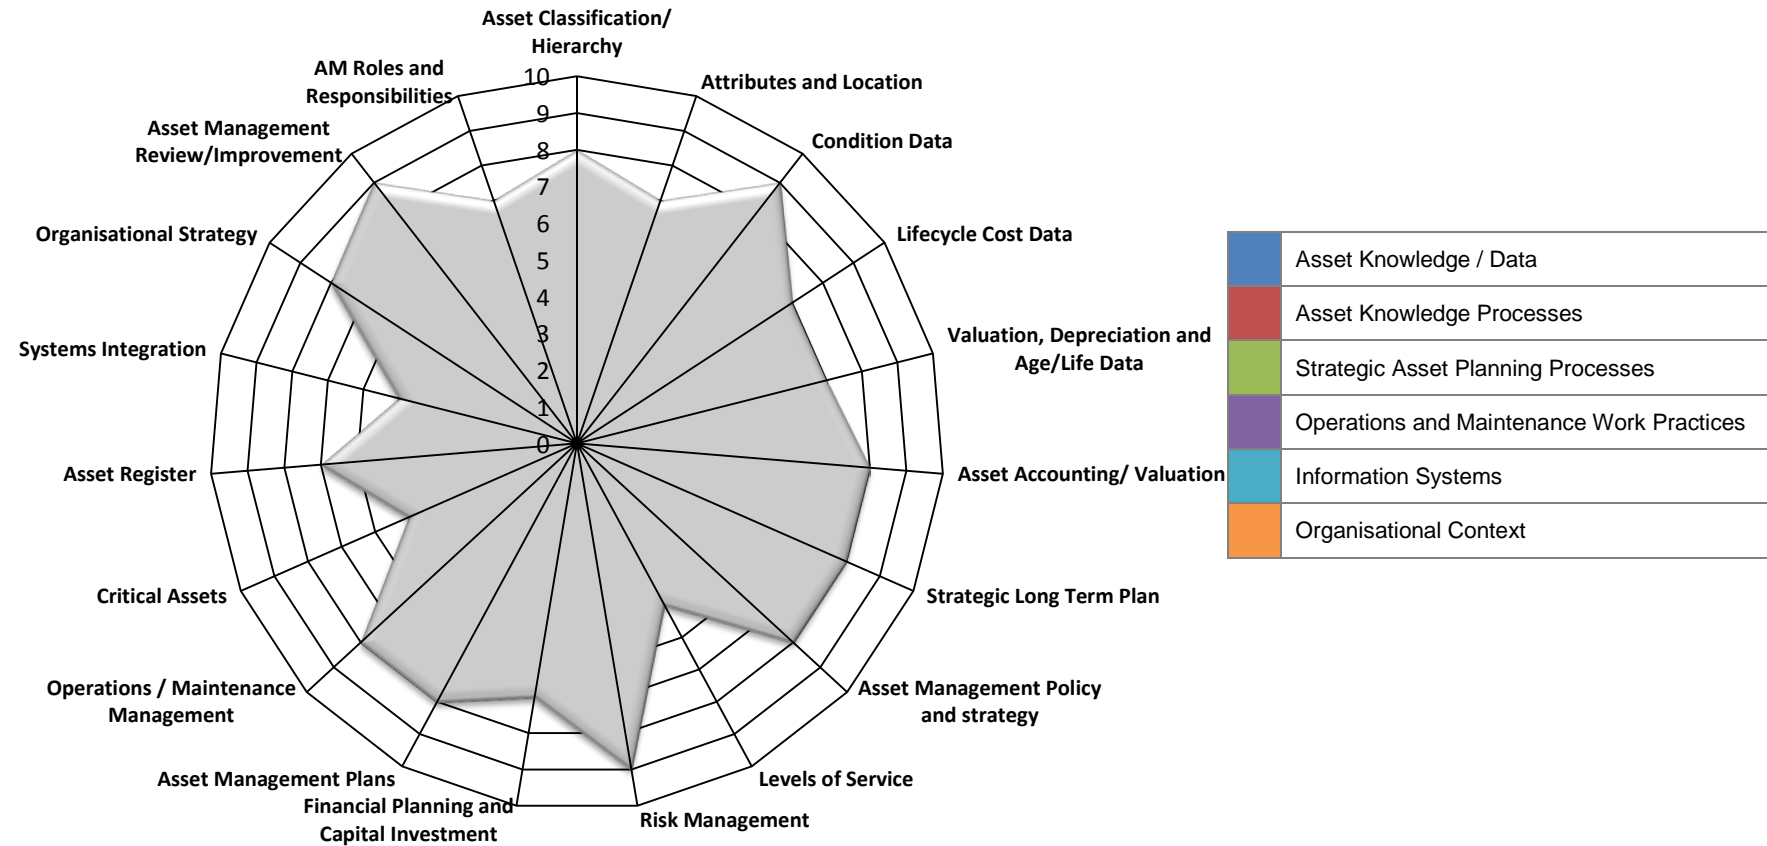 Asset Classification/
Hierarchy
AM Roles and
Responsibilities
Attributes and Location
Asset Management
Review/Improvement
Condition Data
Organisational Strategy
Lifecycle Cost Data
Systems Integration
Valuation, Depreciation and
Age/Life Data
Asset Register
Asset Accounting/ Valuation
Critical Assets
Strategic Long Term Plan
Operations / Maintenance
Management
Asset Management Policy
and strategy
Asset Management Plans
Levels of Service
Financial Planning and
Capital Investment
Risk Management
10
9
8
7
6
5
4
3
2
1
0
Asset Knowledge / Data
Asset Knowledge Processes
Strategic Asset Planning Processes
Operations and Maintenance Work Practices
Information Systems
Organisational Context